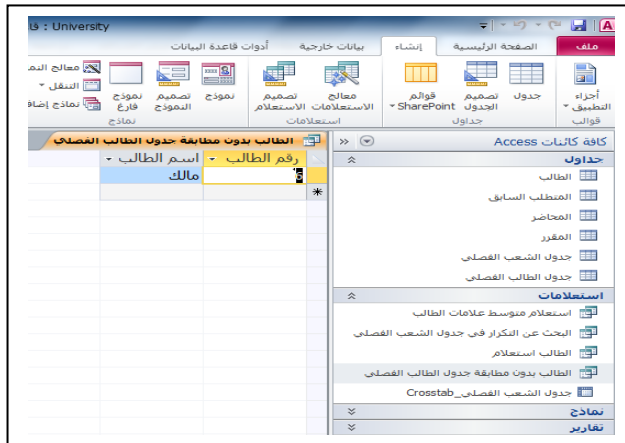 University : قا
ملف
الصفحة الرئيسية
إنشاء
بيانات خارجية
أدوات قاعدة البيانات
أجزاء التطبيق
قوالب
جدول
تصميم الجدول
قوائم SharePoint
جداول
معالج الاستعلامات
تصميم الاستعلام
استعلامات
نموذج
تصميم النموذج
نموذج فارغ
معالج النم
التنقل
نماذج إضاف
نماذج
كافة كائنات Access
جداول
الطالب
المتطلب السابق
المحاضر
المقرر
جدول الشعب الفصلي
جدول الطالب الفصلي
استعلامات
استعلام متوسط علامات الطالب
البحث عن التكرار في جدول الشعب الفصلي
الطالب استعلام
الطالب بدون مطابقة جدول الطالب الفصلي
جدول الشعب الفصلي_Crosstab
نماذج
تقارير
الطالب بدون مطابقة جدول الطالب الفصلي
رقم الطالب
اسم الطالب
6
مالك